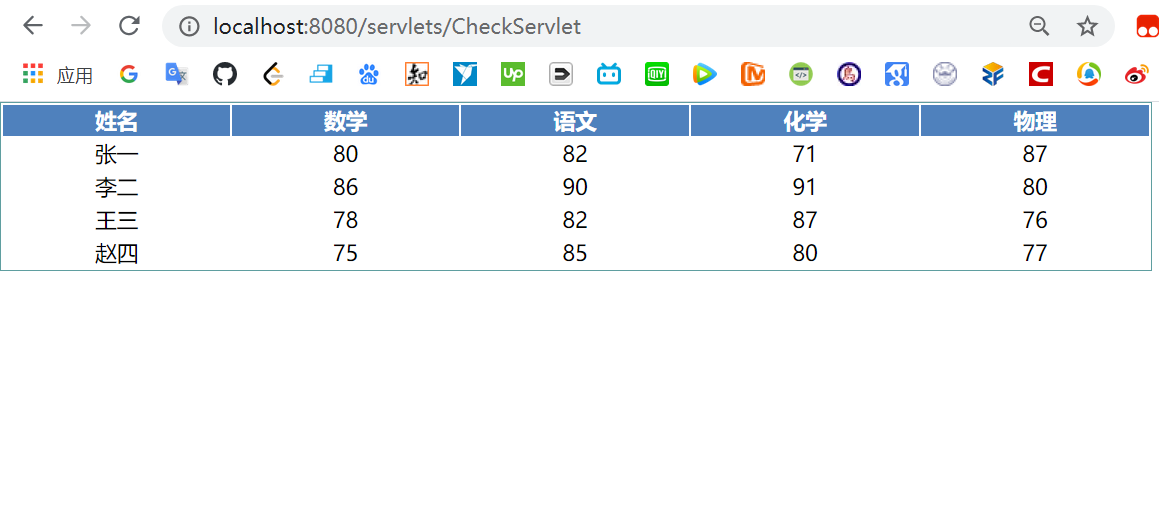 localhost:8080/servlets/CheckServlet
应用
姓名 数学 语文 化学 物理
张一 80 82 71 87
李二 86 90 91 80
王三 78 82 87 76
赵四 75 85 80 77